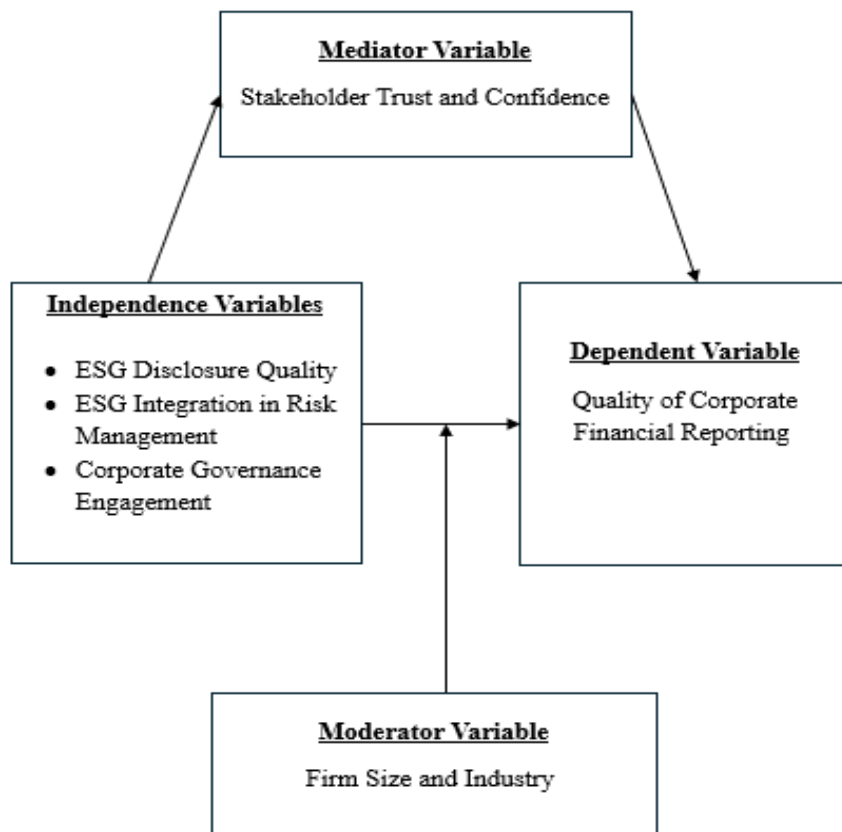 Mediator Variable
Stakeholder Trust and Confidence
Independence Variables
• ESG Disclosure Quality
• ESG Integration in Risk
Management
• Corporate Governance
Engagement
Dependent Variable
Quality of Corporate
Financial Reporting
Moderator Variable
Firm Size and Industry